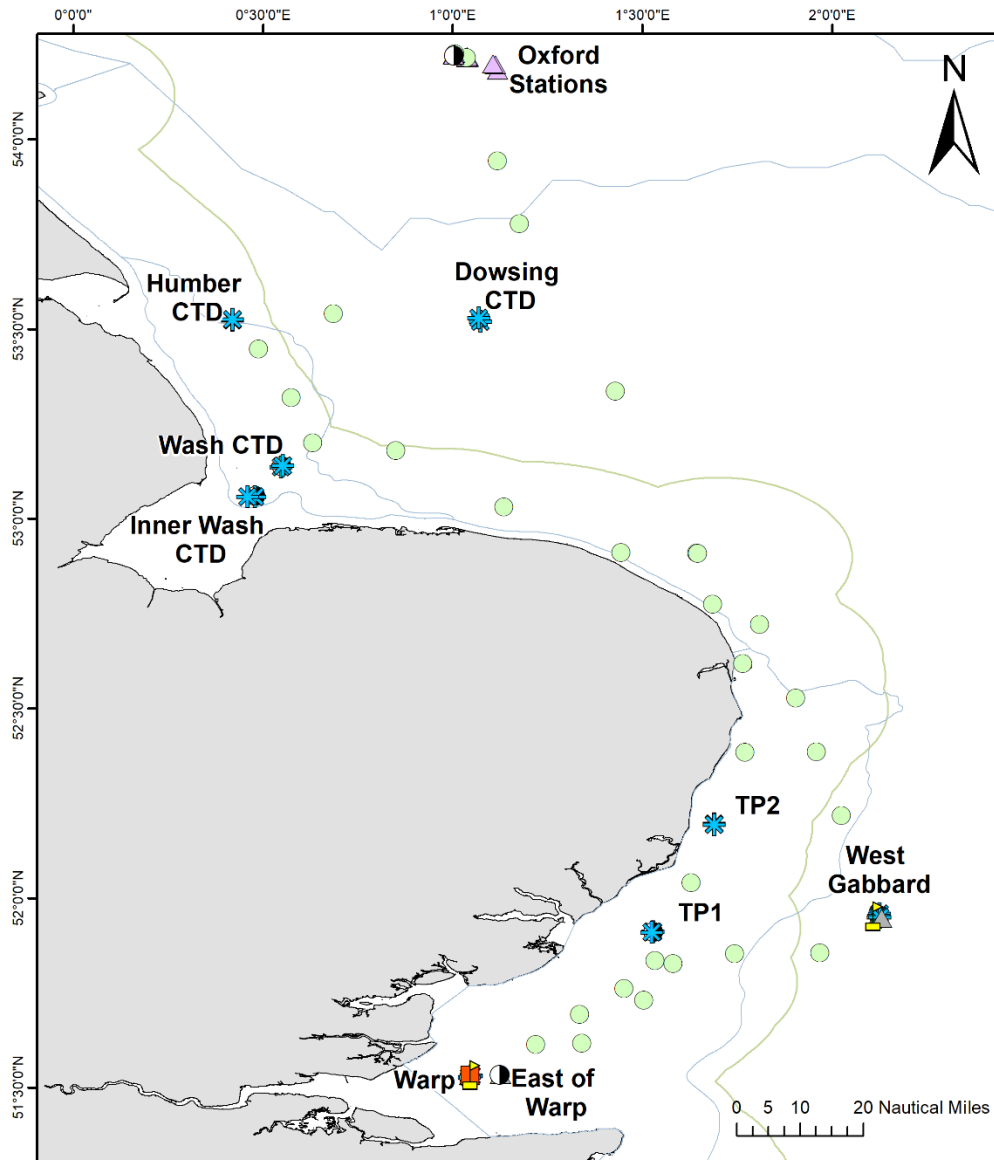 0°0'0" 0°30'0"E 1°0'0"E 1°30'0"E 2°0'0"E
Oxford
Stations
N
54°0'0"N
Humber
CTD
Dowsing
CTD
53°30'0"N
Wash CTD
Inner Wash
CTD
53°0'0"N
52°30'0"N
TP2
West
Gabbard
52°0'0"N
TP1
Warp
East of
Warp
51°30'0"N
0 5 10 20 Nautical Miles